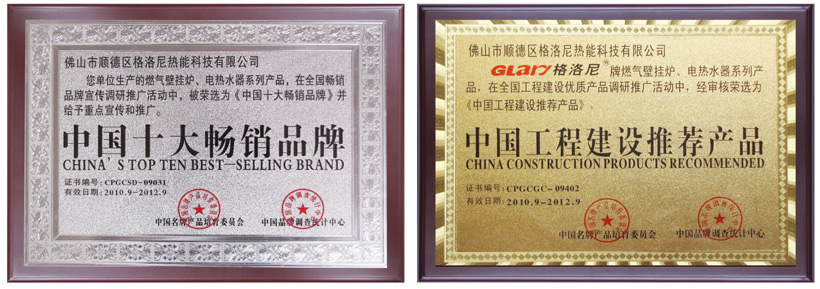 佛山市顺德区格洛尼热能科技有限公司
您单位生产的燃气壁挂炉、电热水器系列产品，在全国畅销
品牌宣传调研推广活动中，被荣选为《中国十大畅销品牌》并
给予重点宣传和推广。
中国十大畅销品牌
CHINA'S TOP TEN BEST—SELLING BRAND
证书编号：CPGCSD-09031
有效日期：2010.9-2012.9
中国名牌产品培育委员会 中国品牌调查统计中心
佛山市顺德区格洛尼热能科技有限公司
GLARY格洛尼®牌燃气壁挂炉、电热水器系列产
品，在全国工程建设优质产品调研推广活动中，经审核荣选为
《中国工程建设推荐产品》。
中国工程建设推荐产品
CHINA CONSTRUCTION PRODUCTS RECOMMENDED
证书编号：CPGCGC-09402
有效日期：2010.9-2012.9
中国名牌产品培育委员会 中国品牌调查统计中心